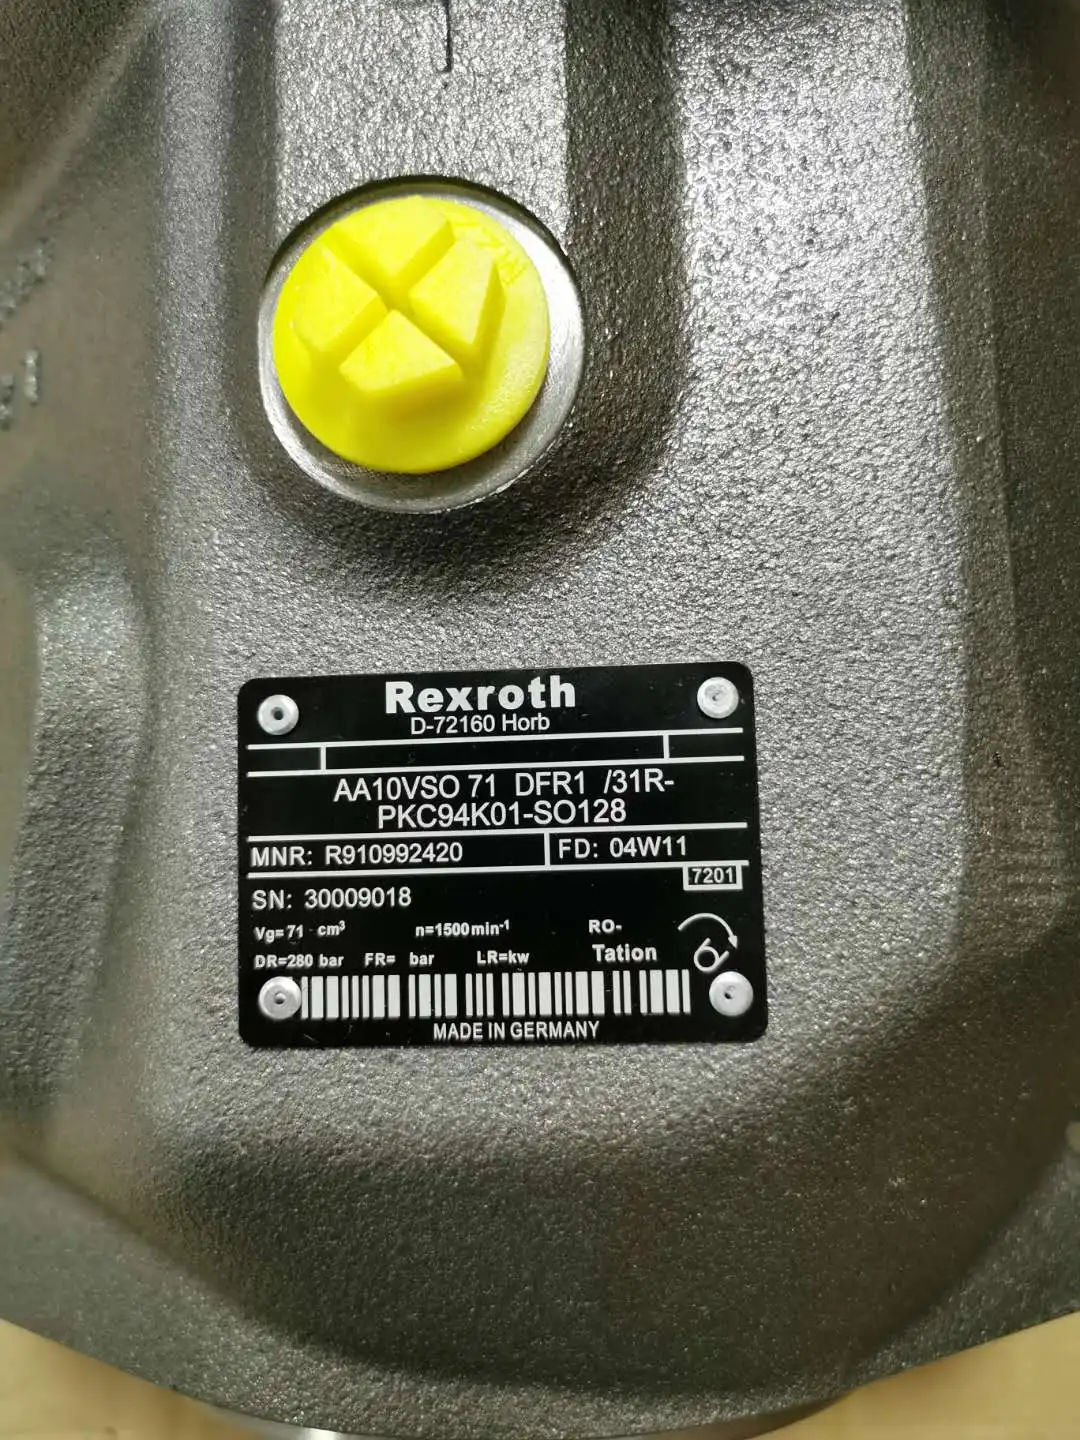 Rexroth
D-72160 Horb
AA10VSO 71 DFR1 /31R-
PKC94K01-SO128
MNR: R910992420 FD: 04W11
7201
SN: 30009018
Vg=71 cm³ n=1500min⁻¹ RO-
DR=280 bar FR= bar LR=kw Tation
MADE IN GERMANY